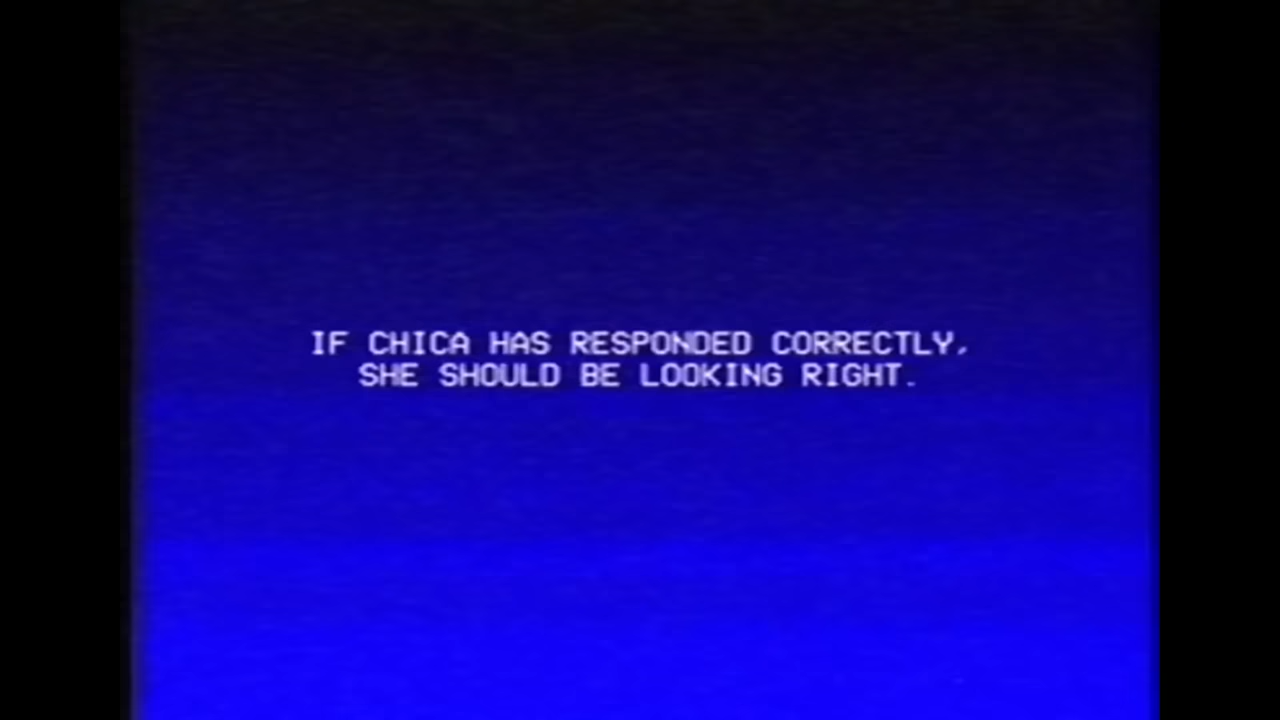 IF CHICA HAS RESPONDED CORRECTLY,
SHE SHOULD BE LOOKING RIGHT.